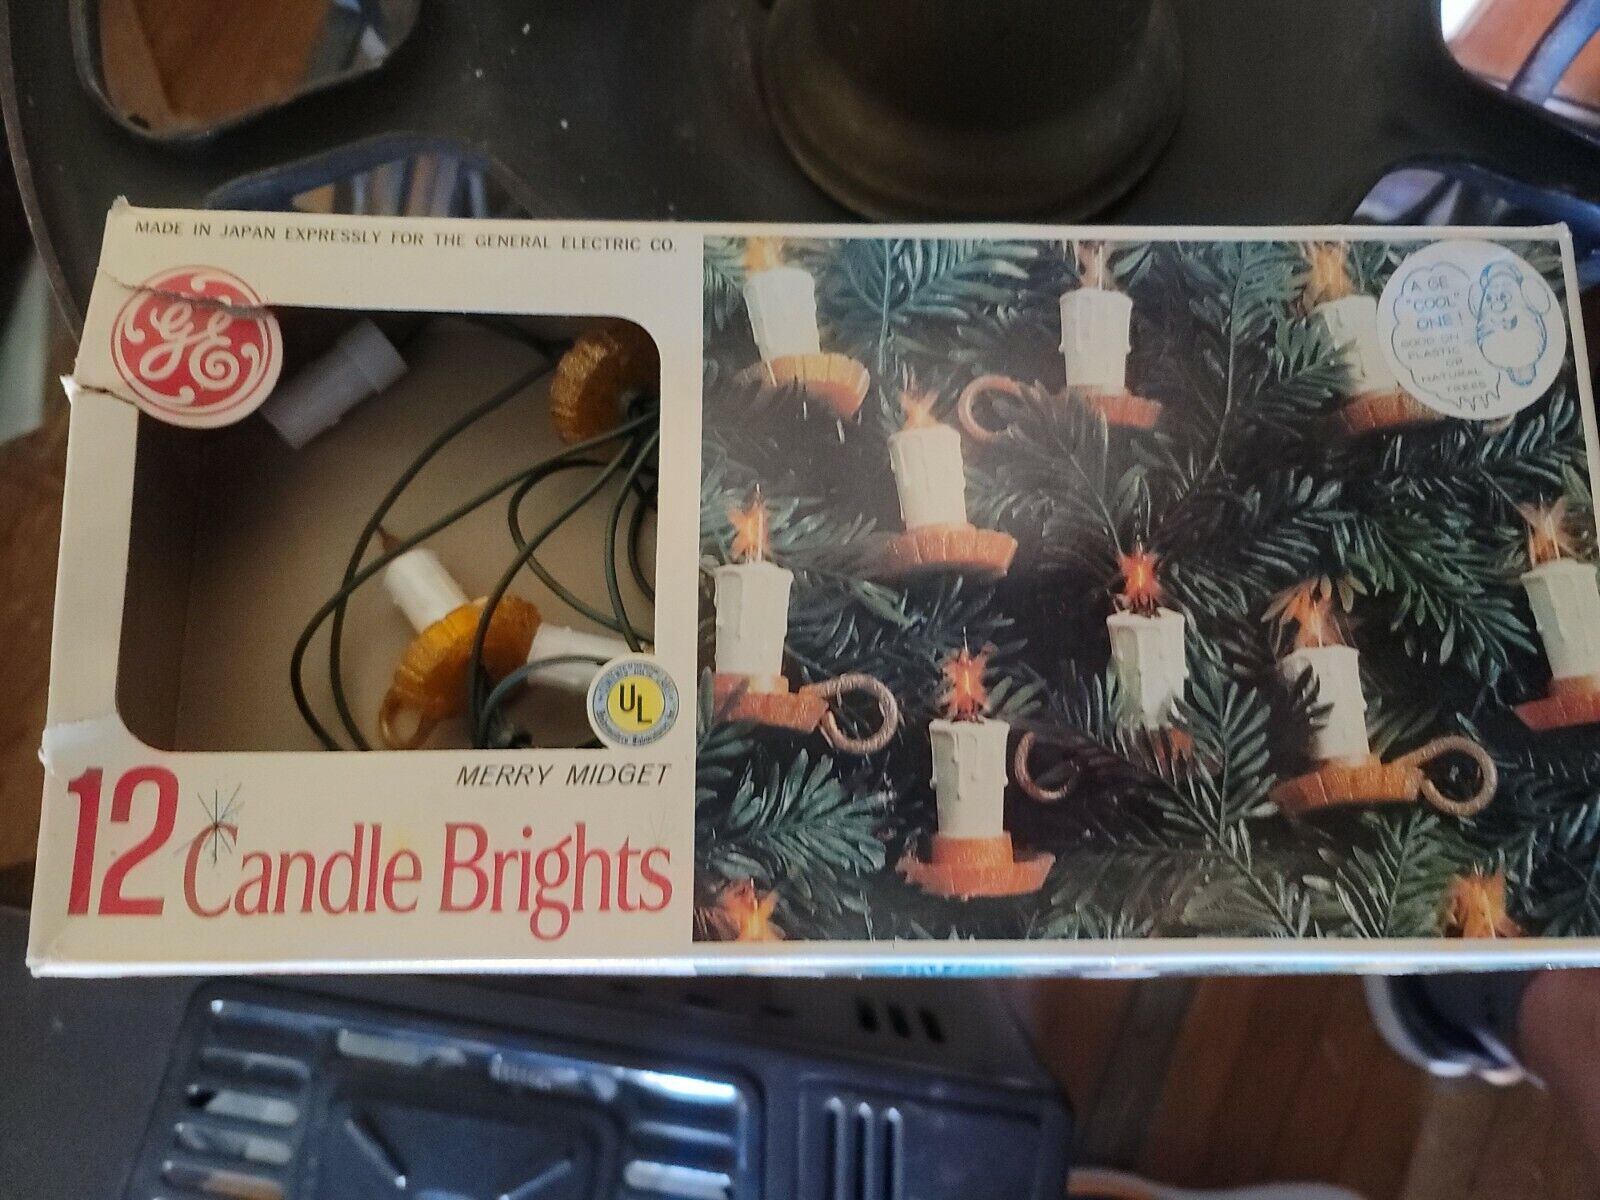 MADE IN JAPAN EXPRESSLY FOR THE GENERAL ELECTRIC CO.
GE
A GE
"COOL"
ONE!
GOOD ON
PLASTIC
OR
NATURAL
TREES
UL
MERRY MIDGET
12 Candle Brights